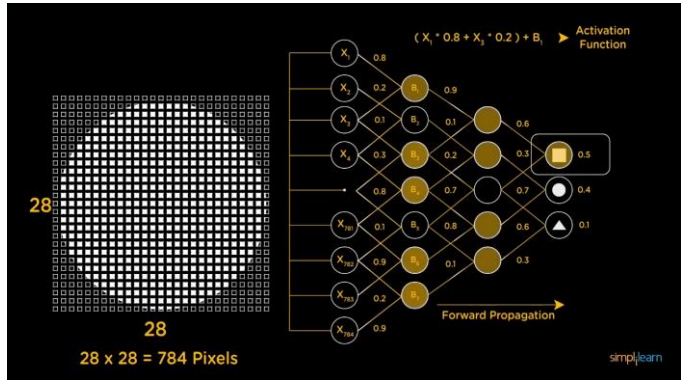 ( X₁ * 0.8 + X₃ * 0.2 ) + B₁
Activation
Function
X₁
X₂
X₃
X₄
X₇₈₁
X₇₈₂
X₇₈₃
X₇₈₄
0.8
0.2
0.1
0.3
0.8
0.1
0.9
0.2
0.9
B₁
B₂
B₃
B₄
B₅
B₆
B₇
0.9
0.1
0.2
0.7
0.8
0.1
0.6
0.3
0.7
0.6
0.3
0.5
0.4
0.1
28
28
28 x 28 = 784 Pixels
Forward Propagation
simplilearn